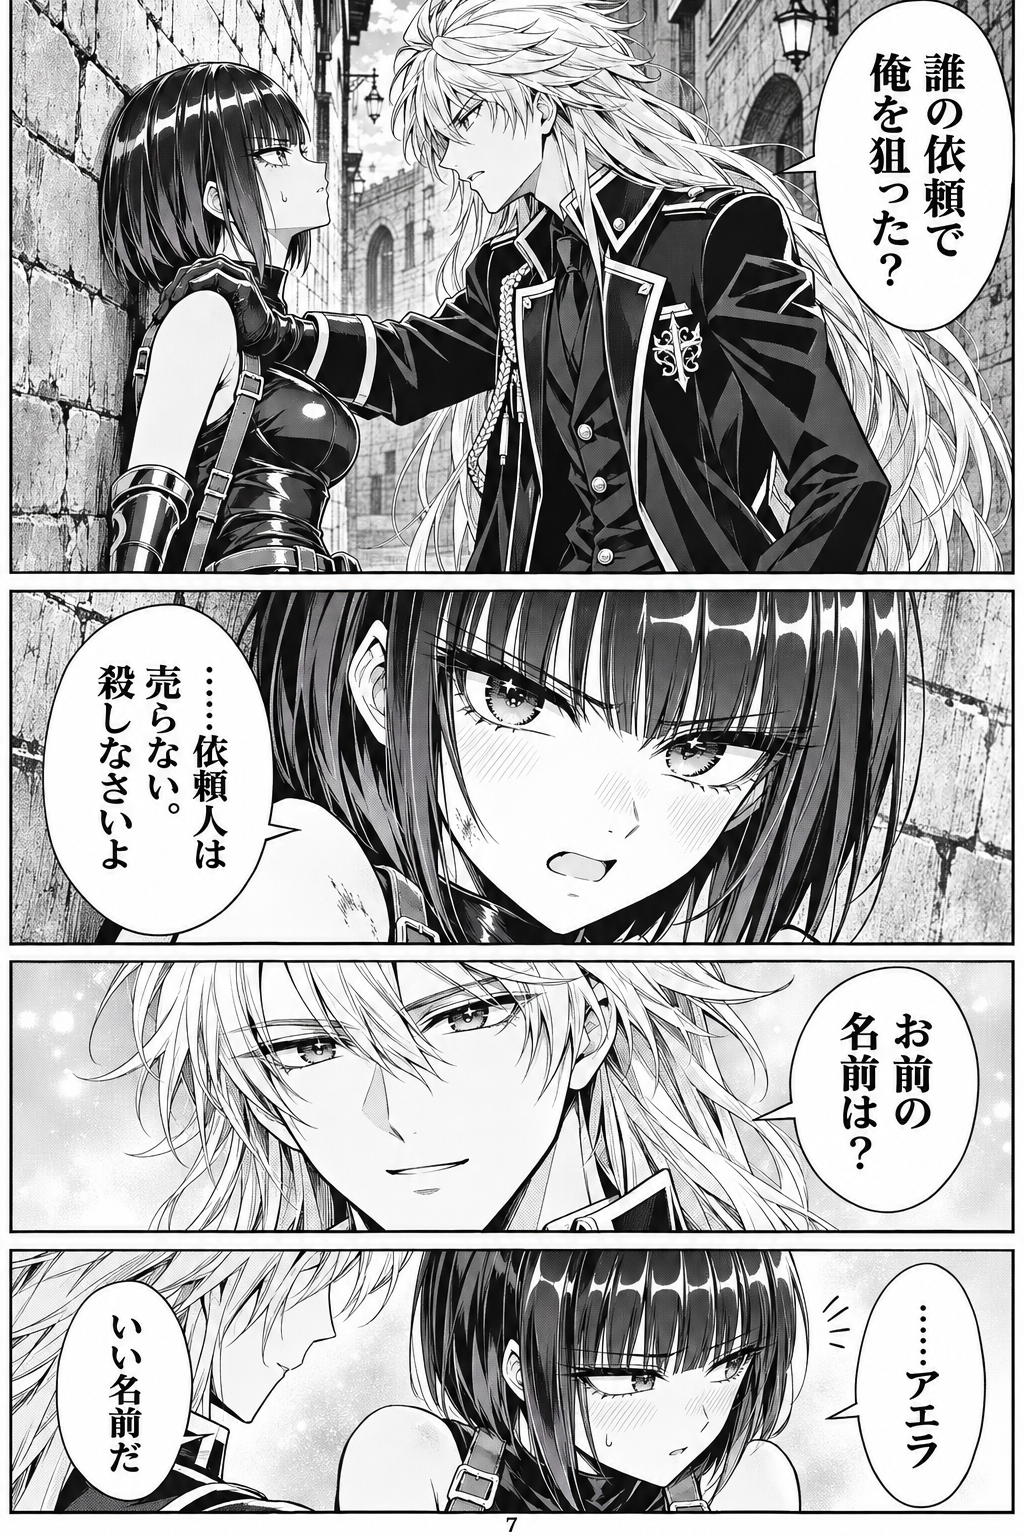 誰の依頼で
俺を狙った?
……依頼人は
売らない。
殺しなさいよ
お前の
名前は?
……アエラ
いい名前だ
7